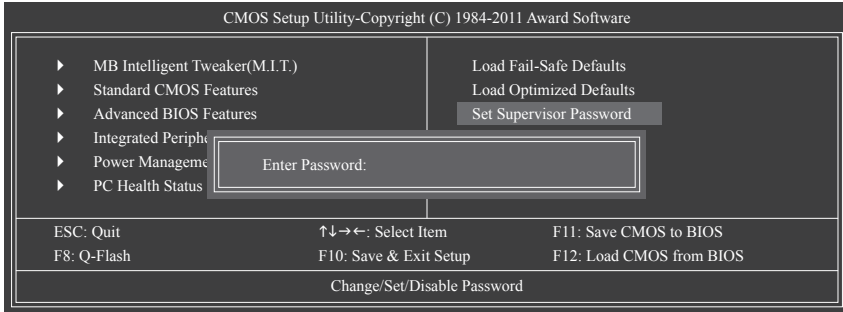 CMOS Setup Utility-Copyright (C) 1984-2011 Award Software
MB Intelligent Tweaker(M.I.T.)
Standard CMOS Features
Advanced BIOS Features
Integrated Periphe
Power Manageme
PC Health Status
Load Fail-Safe Defaults
Load Optimized Defaults
Set Supervisor Password
Enter Password:
ESC: Quit
↑↓→←: Select Item
F11: Save CMOS to BIOS
F8: Q-Flash
F10: Save & Exit Setup
F12: Load CMOS from BIOS
Change/Set/Disable Password